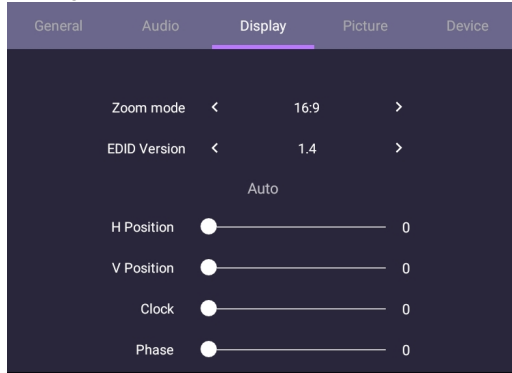 General Audio Display Picture Device
Zoom mode < 16:9 >
EDID Version < 1.4 >
Auto
H Position 0
V Position 0
Clock 0
Phase 0